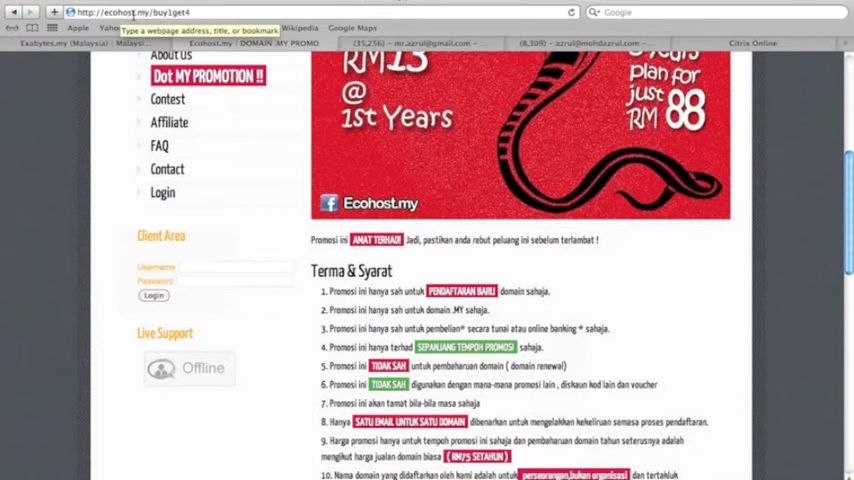 http://ecohost.my/buy1get4
Google
Type a webpage address, title, or bookmark
Apple
Wikipedia
Google Maps
Exabytes.my (Malaysia) | Malaysi...
Ecohost.my | DOMAIN .MY PROMO
(35,256) - mr.azrul@gmail.com - ...
(8,309) - azrul@mohdazrul.com - ...
Citrix Online
About Us
Dot MY PROMOTION !!
Contest
Affiliate
FAQ
Contact
Login
Client Area
Username
Password
Login
Live Support
Offline
RM13
@
1st Years
Years
plan for
just
RM 88
Ecohost.my
Promosi ini AMAT TERHAD! Jadi, pastikan anda rebut peluang ini sebelum terlambat !
Terma & Syarat
1. Promosi ini hanya sah untuk PENDAFTARAN BARU domain sahaja.
2. Promosi ini hanya sah untuk domain .MY sahaja.
3. Promosi ini hanya sah untuk pembelian* secara tunai atau online banking * sahaja.
4. Promosi ini hanya terhad SEPANJANG TEMPOH PROMOSI sahaja.
5. Promosi ini TIDAK SAH untuk pembaharuan domain ( domain renewal)
6. Promosi ini TIDAK SAH digunakan dengan mana-mana promosi lain , diskaun kod lain dan voucher
7. Promosi ini akan tamat bila-bila masa sahaja
8. Hanya SATU EMAIL UNTUK SATU DOMAIN dibenarkan untuk mengelakkan kekeliruan semasa proses pendaftaran.
9. Harga promosi hanya untuk tempoh promosi ini sahaja dan pembaharuan domain tahun seterusnya adalah
mengikut harga jualan domain biasa ( RM75 SETAHUN )
10. Nama domain yang didaftarkan oleh kami adalah untuk perseorangan,bukan organisasi dan tertakluk